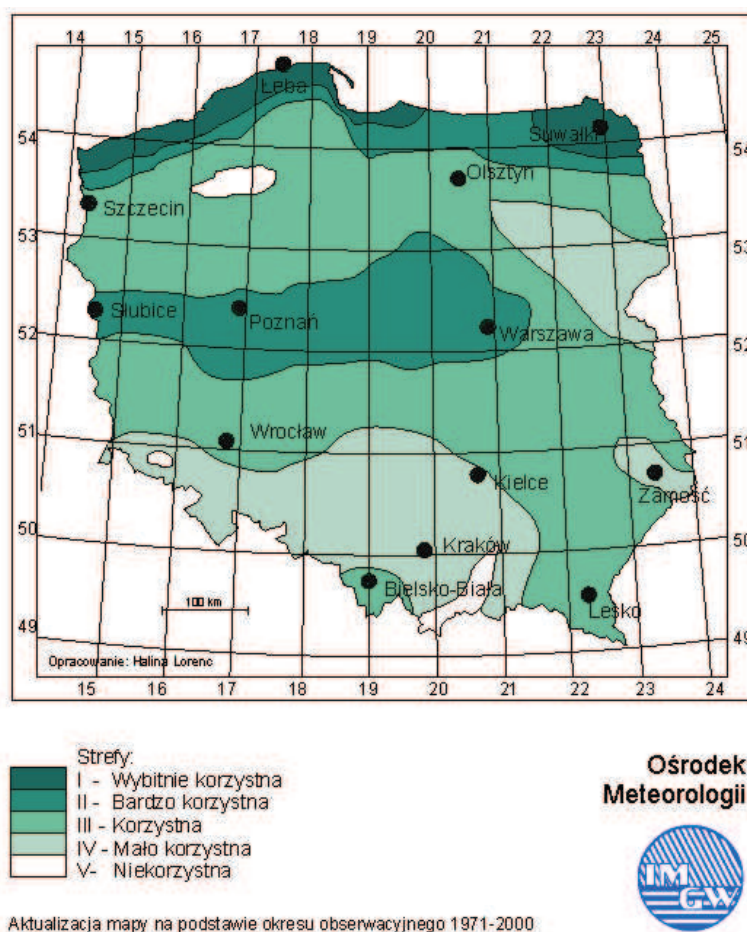 14 15 16 17 18 19 20 21 22 23 24 25
Łeba
54 Suwałki 54
Olsztyn
Szczecin
53 53
Słubice Poznań Warszawa
52 52
Wrocław
51 51
Kielce Zamość
50 Kraków 50
Bielsko-Biała Lesko
100 km
49 49
Opracowanie: Halina Lorenc
15 16 17 18 19 20 21 22 23 24
Strefy:
I - Wybitnie korzystna
II - Bardzo korzystna
III - Korzystna
IV - Mało korzystna
V- Niekorzystna
Ośrodek
Meteorologii
IM
GW
Aktualizacja mapy na podstawie okresu obserwacyjnego 1971-2000